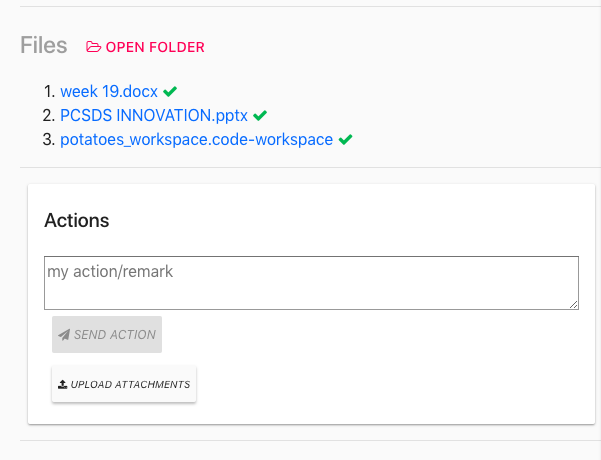 Files OPEN FOLDER
1. week 19.docx
2. PCSDS INNOVATION.pptx
3. potatoes_workspace.code-workspace
Actions
my action/remark
SEND ACTION
UPLOAD ATTACHMENTS